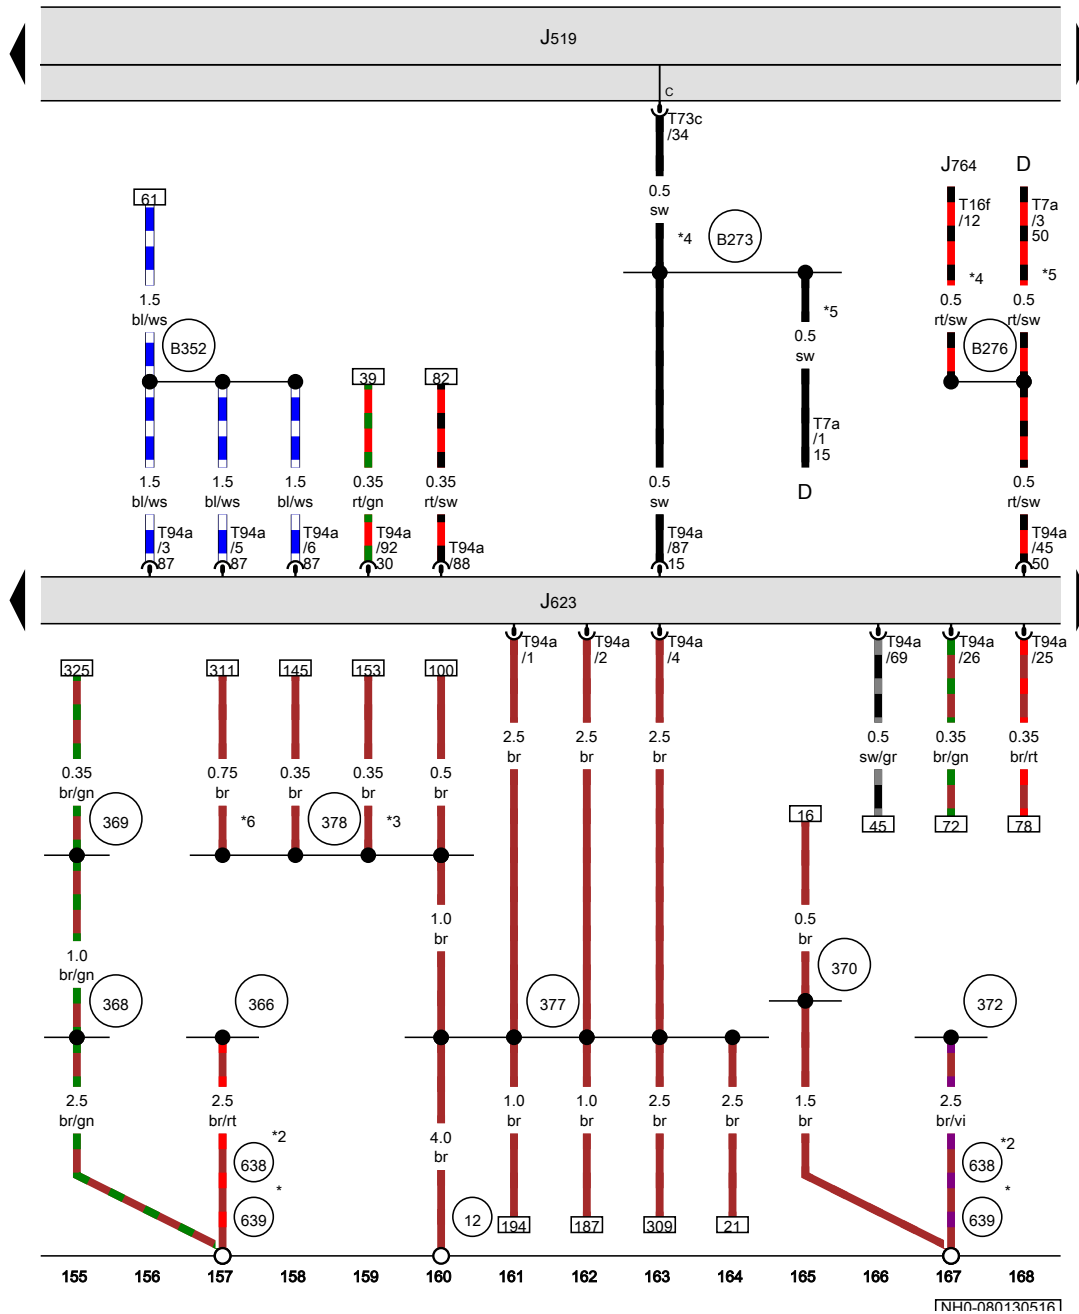 J519
c
T73c
/34
J764
D
61
0.5
sw
T16f
/12
T7a
/3
50
*4
B273
*4
*5
1.5
bl/ws
*5
0.5
rt/sw
0.5
rt/sw
B352
0.5
sw
B276
39
82
T7a
/1
15
1.5
bl/ws
1.5
bl/ws
1.5
bl/ws
0.35
rt/gn
0.35
rt/sw
0.5
sw
D
0.5
rt/sw
T94a
/3
87
T94a
/5
87
T94a
/6
87
T94a
/92
30
T94a
/88
T94a
/87
15
T94a
/45
50
J623
T94a
/1
T94a
/2
T94a
/4
T94a
/69
T94a
/26
T94a
/25
325
311
145
153
100
2.5
br
2.5
br
2.5
br
0.5
sw/gr
0.35
br/gn
0.35
br/rt
0.35
br/gn
0.75
br
0.35
br
0.35
br
0.5
br
369
*6
378
*3
16
45
72
78
1.0
br
0.5
br
1.0
br/gn
370
368
366
377
372
2.5
br/gn
2.5
br/rt
1.0
br
1.0
br
2.5
br
2.5
br
1.5
br
2.5
br/vi
4.0
br
*2
638
*2
638
*
639
12
194
187
309
21
*
639
155 156 157 158 159 160 161 162 163 164 165 166 167 168
NH0-080130516